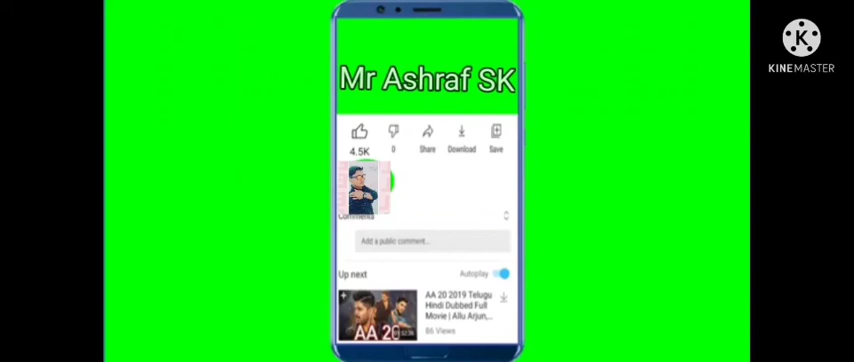 KINEMASTER
Mr Ashraf SK
4.5K
0
Share
Download
Save
Comments
Add a public comment...
Up next
Autoplay
AA 20 2019 Telugu
Hindi Dubbed Full
Movie | Allu Arjun,...
86 Views
AA 20